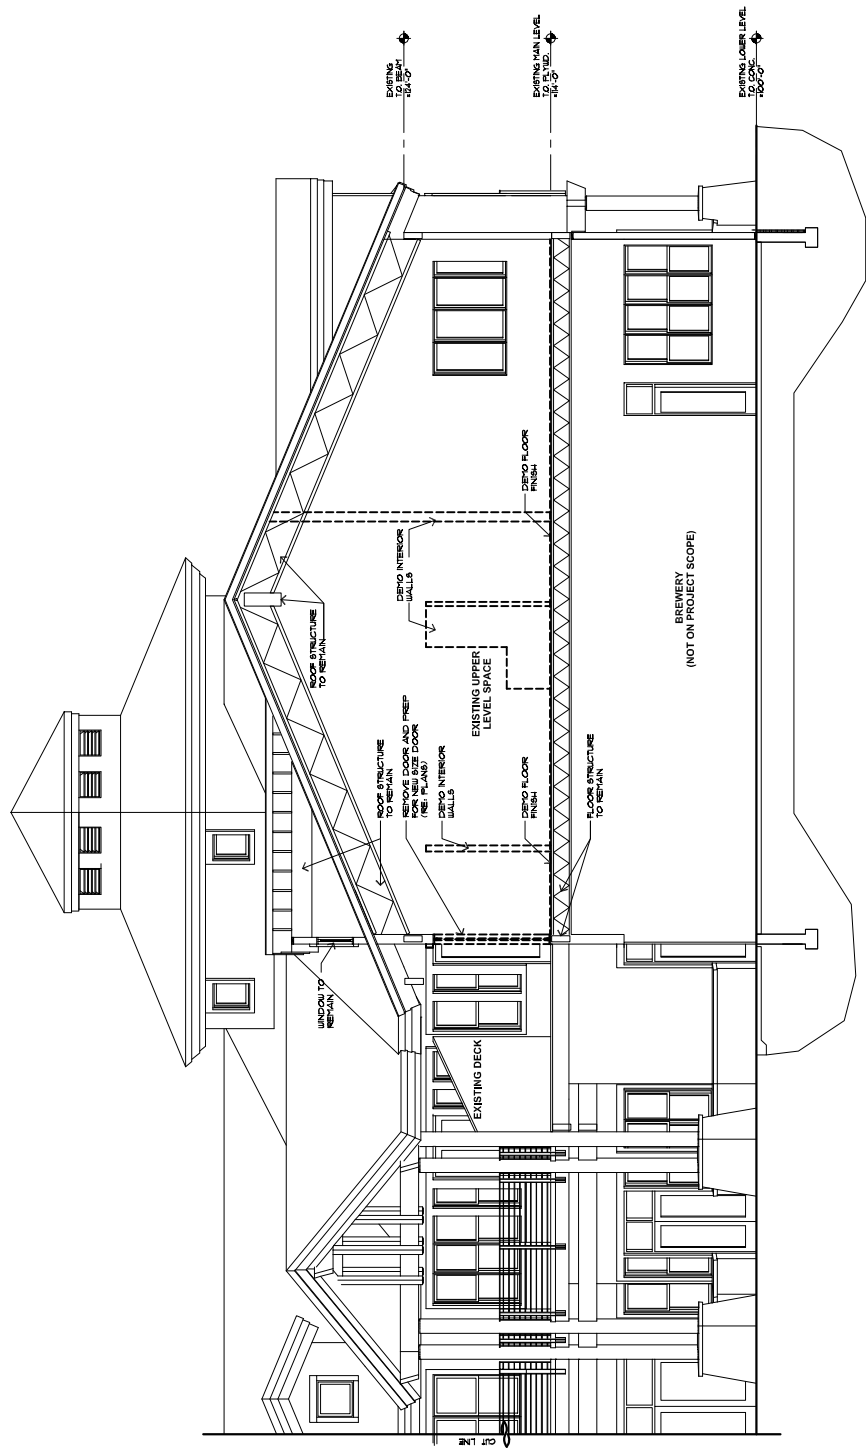 EXISTING
T.O. BEAM
=124'-0"
EXISTING MAIN LEVEL
T.O. PLYWD.
=114'-0"
EXISTING LOWER LEVEL
T.O. CONC.
=100'-0"
ROOF STRUCTURE
TO REMAIN
DEMO INTERIOR
WALLS
DEMO FLOOR
FINISH
EXISTING UPPER
LEVEL SPACE
BREWERY
(NOT ON PROJECT SCOPE)
ROOF STRUCTURE
TO REMAIN
REMOVE DOOR AND PREP
FOR NEW SIZE DOOR
(RE: PLANS)
DEMO INTERIOR
WALLS
DEMO FLOOR
FINISH
FLOOR STRUCTURE
TO REMAIN
WINDOW TO
REMAIN
EXISTING DECK